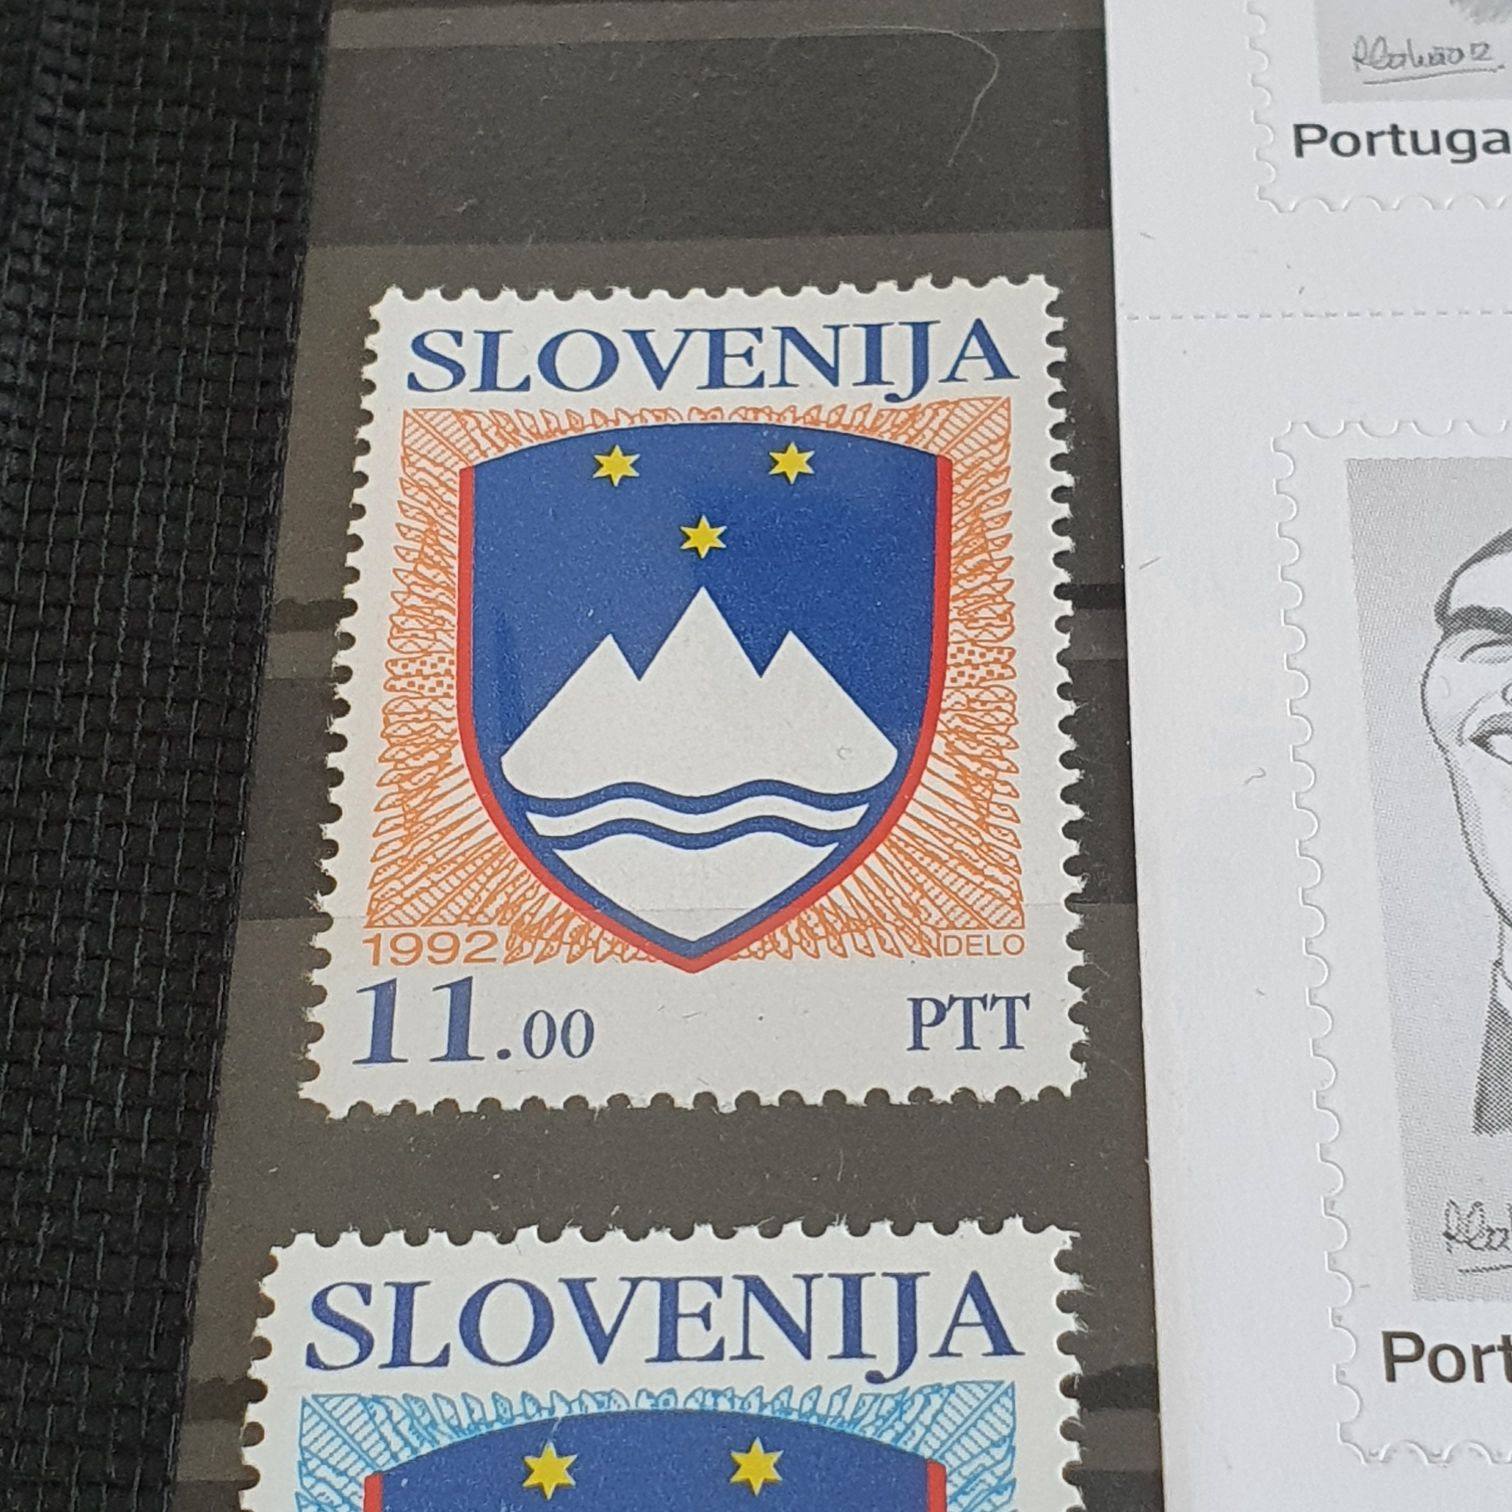 SLOVENIJA
1992
DELO
11.00
PTT
SLOVENIJA
Portuga
Port